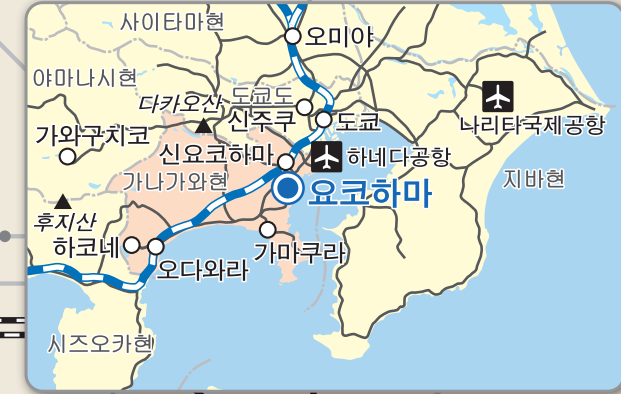 사이타마현
오미야
야마나시현
다카오산
도쿄도
신주쿠
도쿄
나리타국제공항
가와구치코
신요코하마
하네다공항
가나가와현
지바현
요코하마
후지산
하코네
가마쿠라
오다와라
시즈오카현